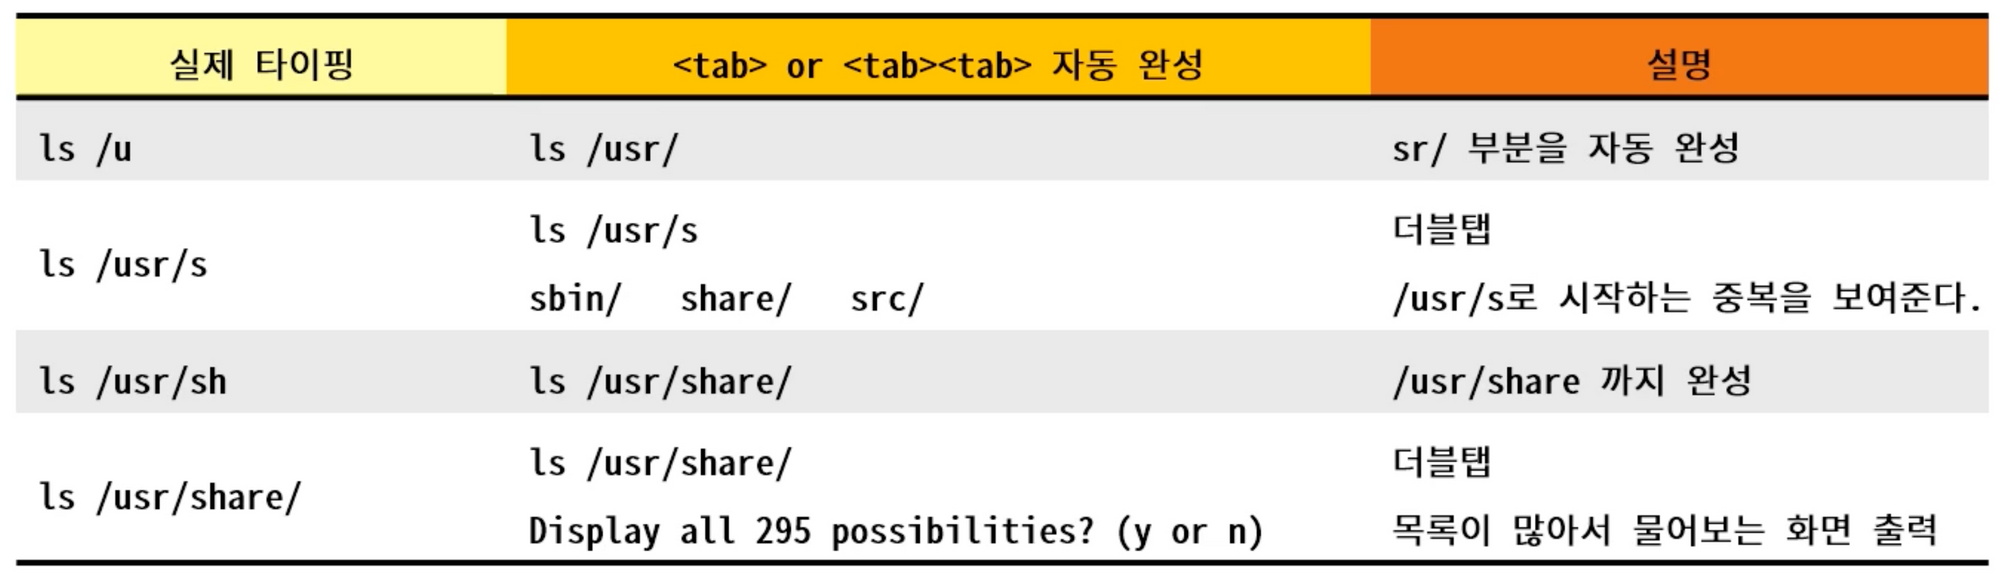 실제 타이핑 <tab> or <tab><tab> 자동 완성 설명
ls /u ls /usr/ sr/ 부분을 자동 완성
ls /usr/s
ls /usr/s 더블탭
sbin/ share/ src/ /usr/s로 시작하는 중복을 보여준다.
ls /usr/sh ls /usr/share/ /usr/share 까지 완성
ls /usr/share/
ls /usr/share/ 더블탭
Display all 295 possibilities? (y or n) 목록이 많아서 물어보는 화면 출력